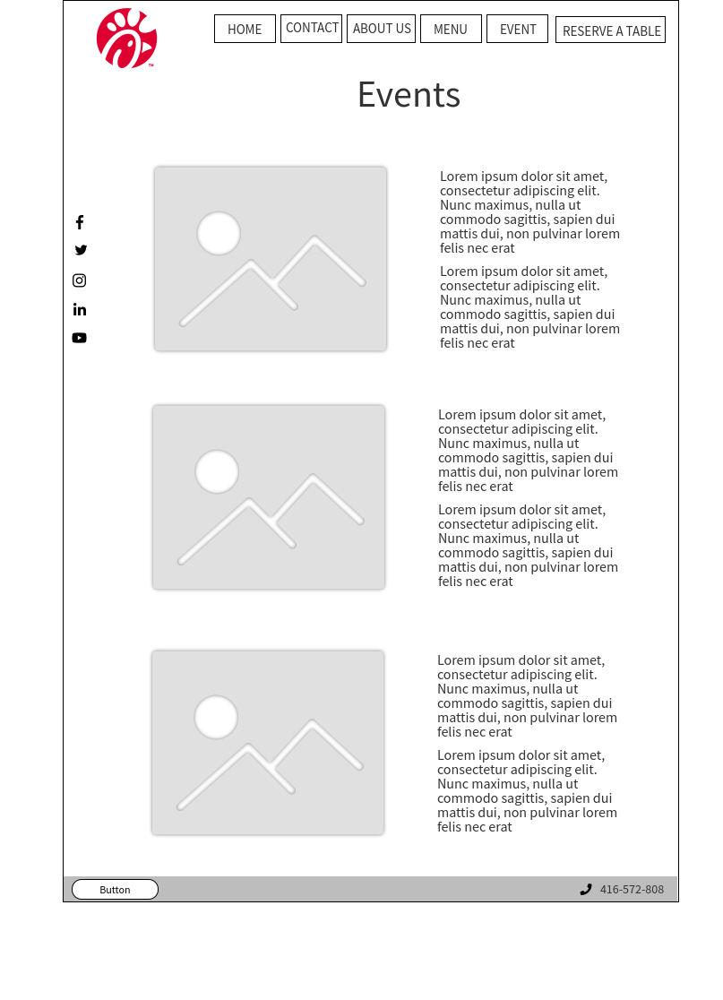 HOME CONTACT ABOUT US MENU EVENT RESERVE A TABLE
TM
Events
Lorem ipsum dolor sit amet,
consectetur adipiscing elit.
Nunc maximus, nulla ut
commodo sagittis, sapien dui
mattis dui, non pulvinar lorem
felis nec erat
Lorem ipsum dolor sit amet,
consectetur adipiscing elit.
Nunc maximus, nulla ut
commodo sagittis, sapien dui
mattis dui, non pulvinar lorem
felis nec erat
Lorem ipsum dolor sit amet,
consectetur adipiscing elit.
Nunc maximus, nulla ut
commodo sagittis, sapien dui
mattis dui, non pulvinar lorem
felis nec erat
Lorem ipsum dolor sit amet,
consectetur adipiscing elit.
Nunc maximus, nulla ut
commodo sagittis, sapien dui
mattis dui, non pulvinar lorem
felis nec erat
Lorem ipsum dolor sit amet,
consectetur adipiscing elit.
Nunc maximus, nulla ut
commodo sagittis, sapien dui
mattis dui, non pulvinar lorem
felis nec erat
Lorem ipsum dolor sit amet,
consectetur adipiscing elit.
Nunc maximus, nulla ut
commodo sagittis, sapien dui
mattis dui, non pulvinar lorem
felis nec erat
Button 416-572-808